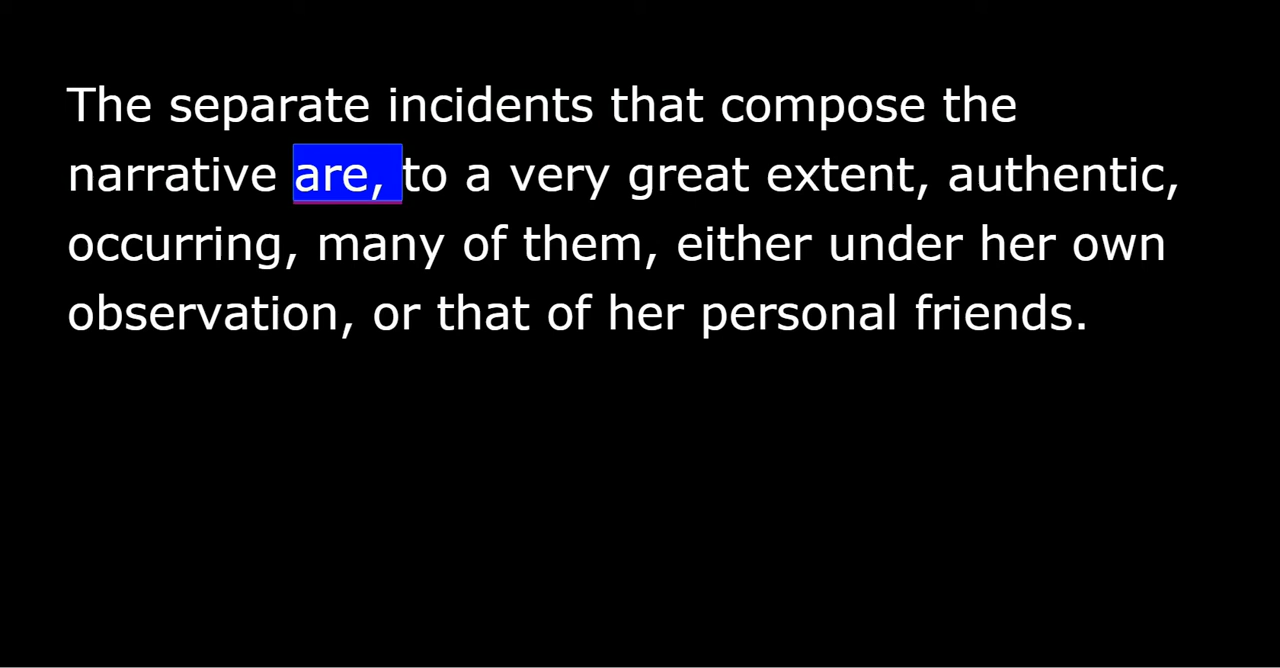 The separate incidents that compose the
narrative are, to a very great extent, authentic,
occurring, many of them, either under her own
observation, or that of her personal friends.